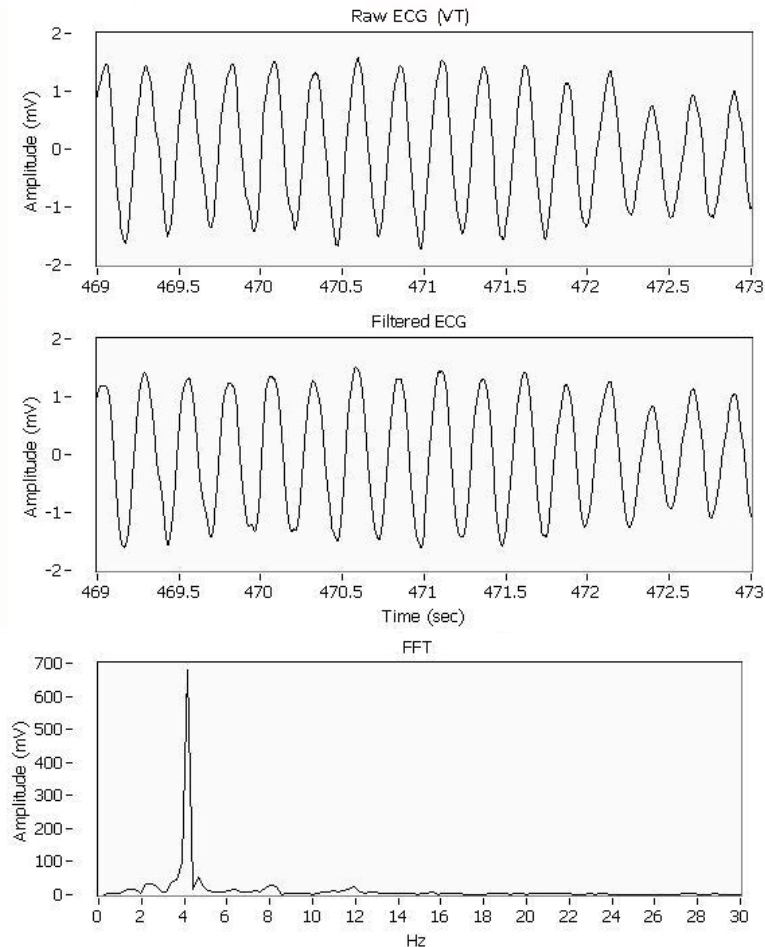 Raw ECG (VT)
Amplitude (mV)
2
1
0
-1
-2
469 469.5 470 470.5 471 471.5 472 472.5 473
Filtered ECG
Amplitude (mV)
2
1
0
-1
-2
469 469.5 470 470.5 471 471.5 472 472.5 473
Time (sec)
FFT
Amplitude (mV)
700
600
500
400
300
200
100
0
0 2 4 6 8 10 12 14 16 18 20 22 24 26 28 30
Hz